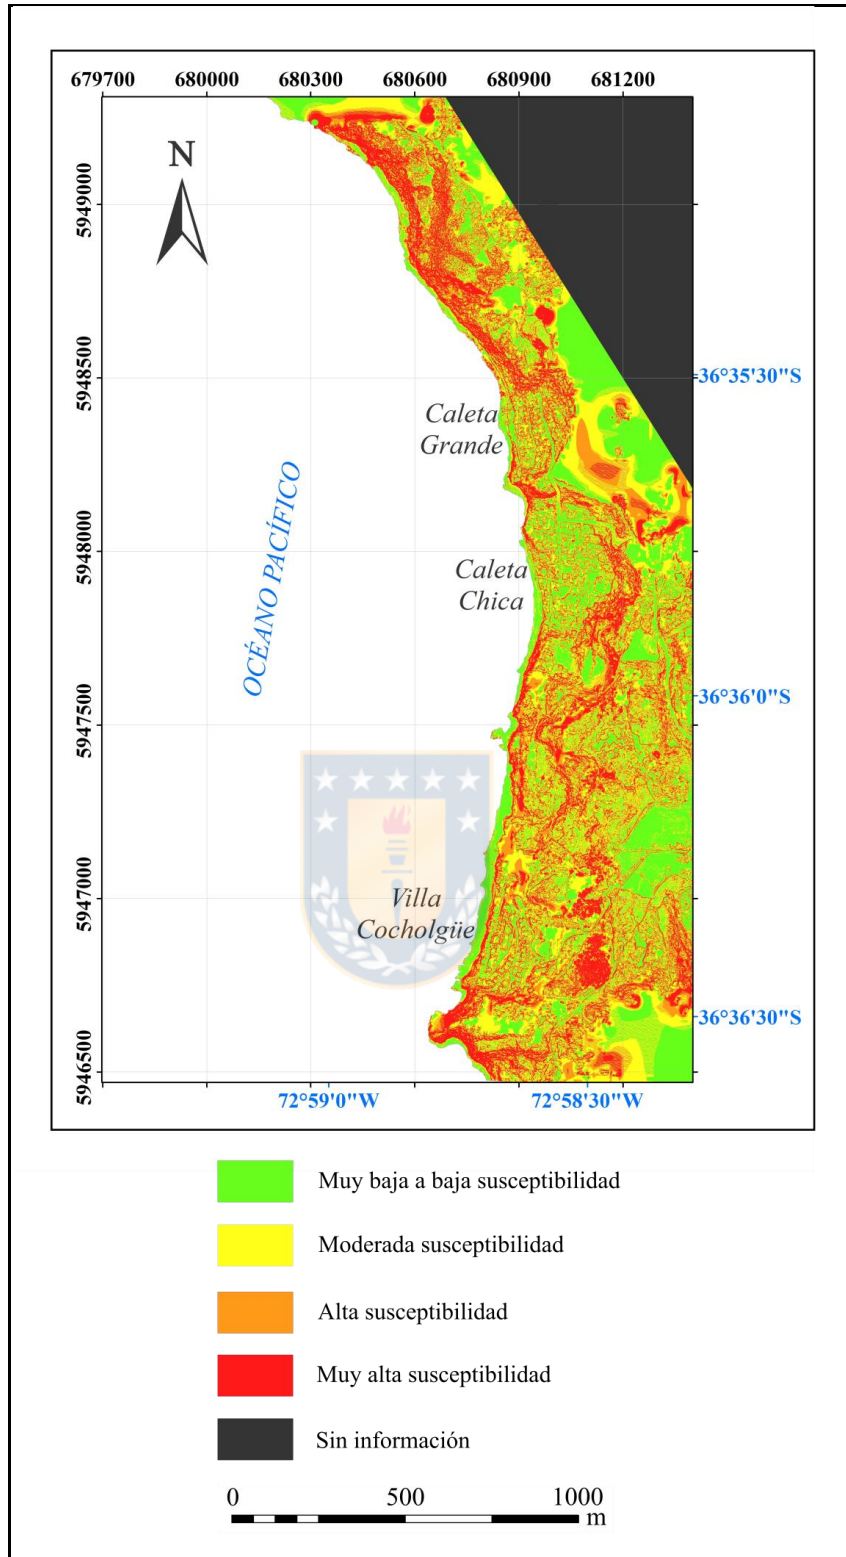 679700 680000 680300 680600 680900 681200
N
5949000
5948500
5948000
5947500
5947000
5946500
36°35'30"S
36°36'0"S
36°36'30"S
Caleta
Grande
OCÉANO PACÍFICO
Caleta
Chica
Villa
Cocholgüe
72°59'0"W 72°58'30"W
Muy baja a baja susceptibilidad
Moderada susceptibilidad
Alta susceptibilidad
Muy alta susceptibilidad
Sin información
0 500 1000
m